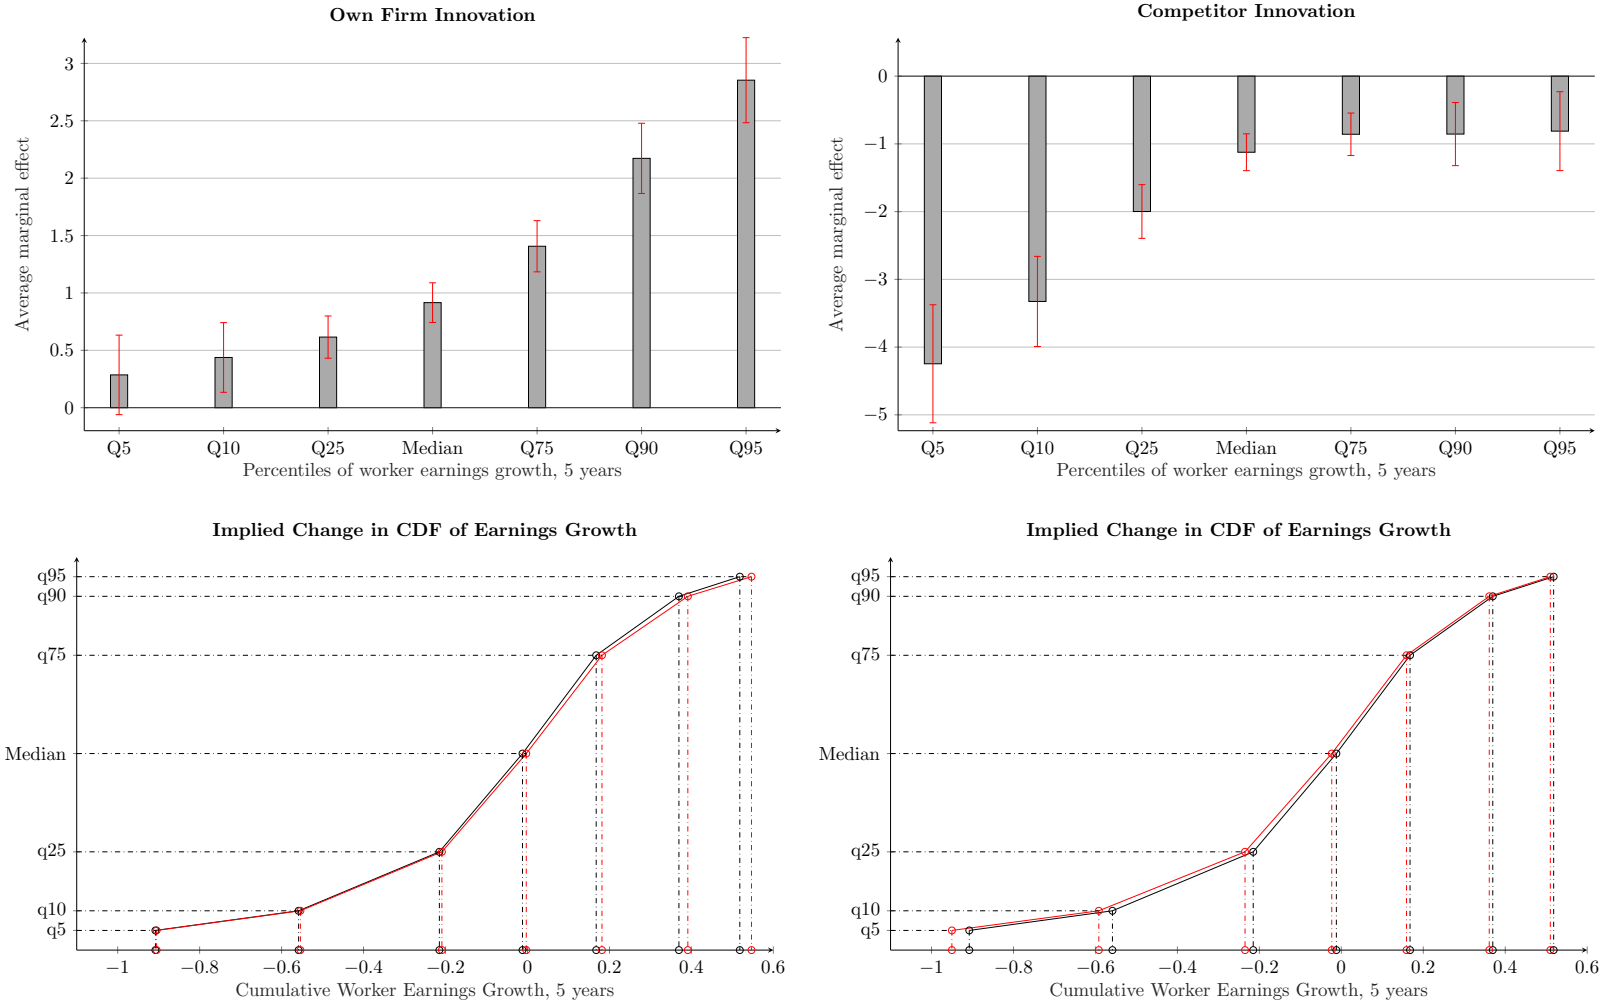 Own Firm Innovation
3
2.5
2
1.5
1
0.5
0
Average marginal effect
Q5 Q10 Q25 Median Q75 Q90 Q95
Percentiles of worker earnings growth, 5 years
Competitor Innovation
0
−1
−2
−3
−4
−5
Average marginal effect
Q5 Q10 Q25 Median Q75 Q90 Q95
Percentiles of worker earnings growth, 5 years
Implied Change in CDF of Earnings Growth
q95
q90
q75
Median
q25
q10
q5
−1 −0.8 −0.6 −0.4 −0.2 0 0.2 0.4 0.6
Cumulative Worker Earnings Growth, 5 years
Implied Change in CDF of Earnings Growth
q95
q90
q75
Median
q25
q10
q5
−1 −0.8 −0.6 −0.4 −0.2 0 0.2 0.4 0.6
Cumulative Worker Earnings Growth, 5 years